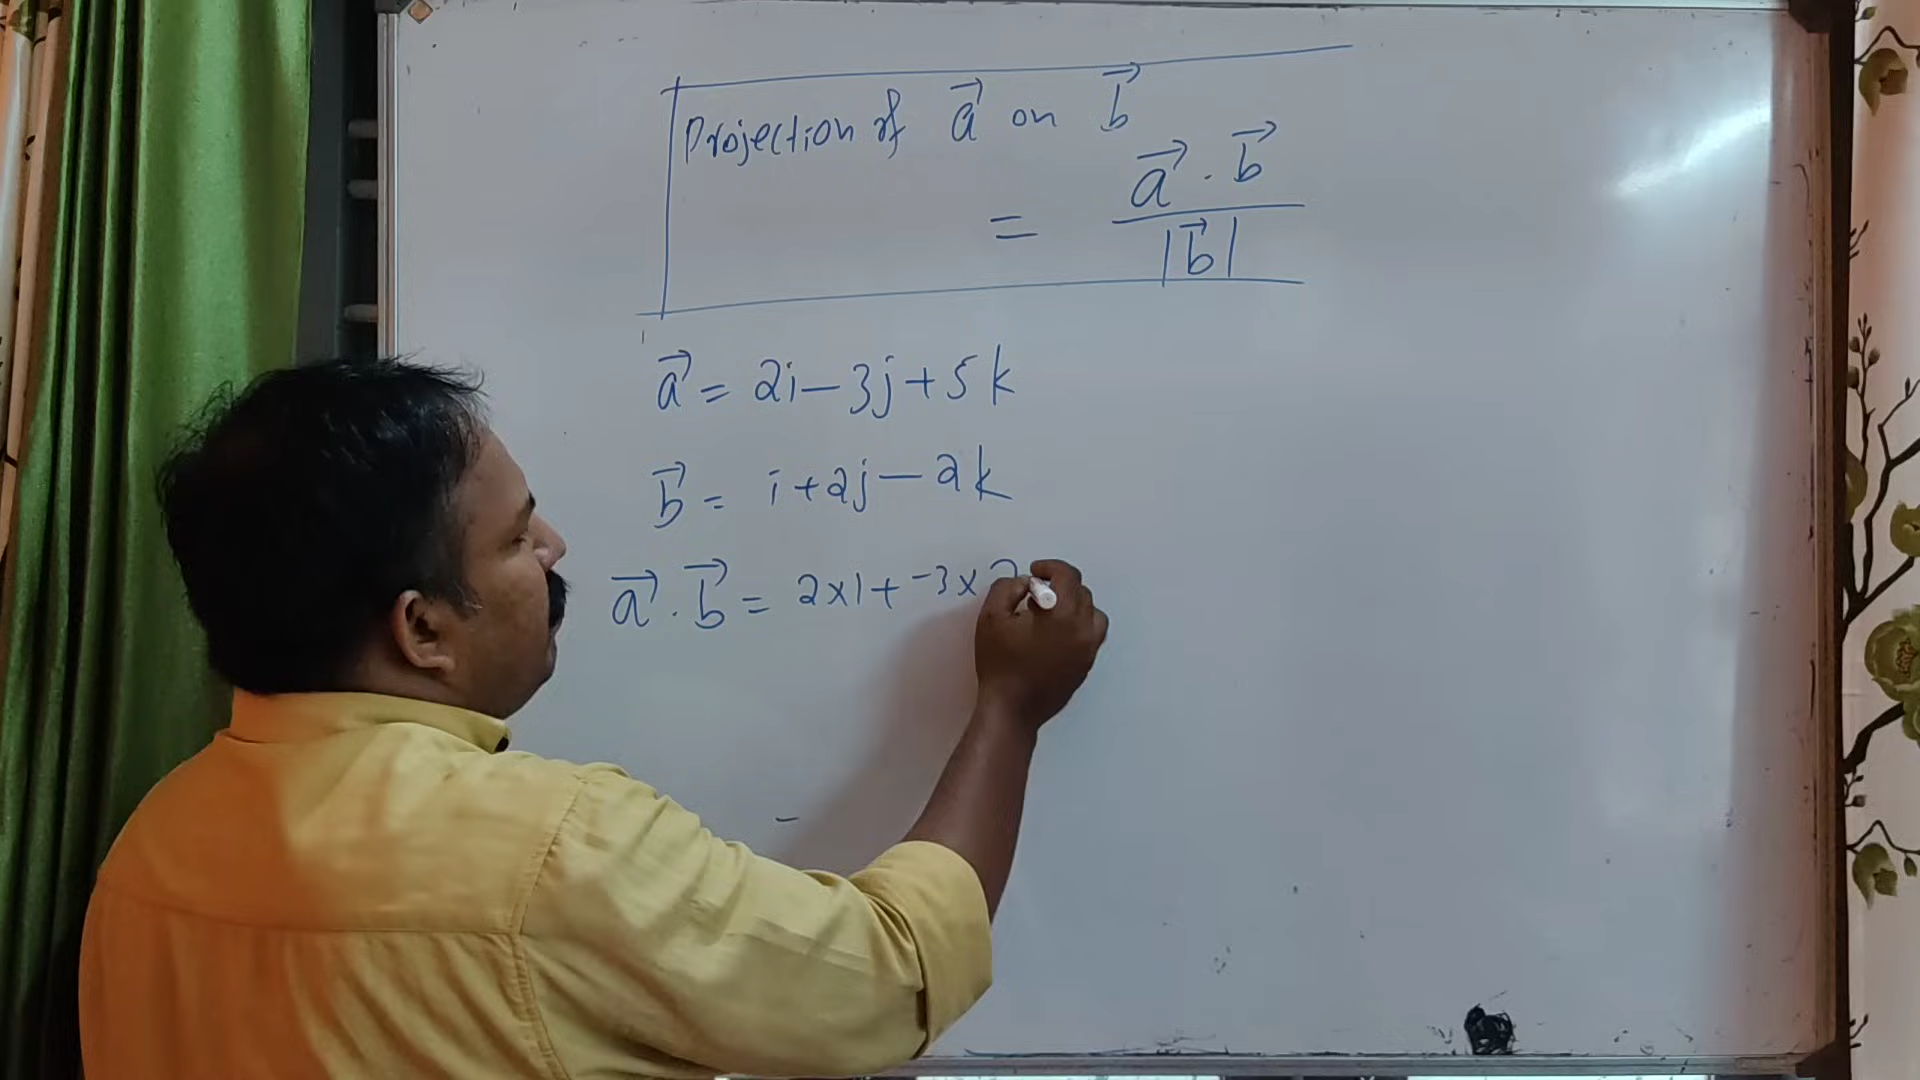 Projection of a⃗ on b⃗
= a⃗ . b⃗ / |b⃗|
a⃗ = 2i – 3j + 5k
b⃗ = i + 2j – 2k
a⃗ . b⃗ = 2×1 + -3×2